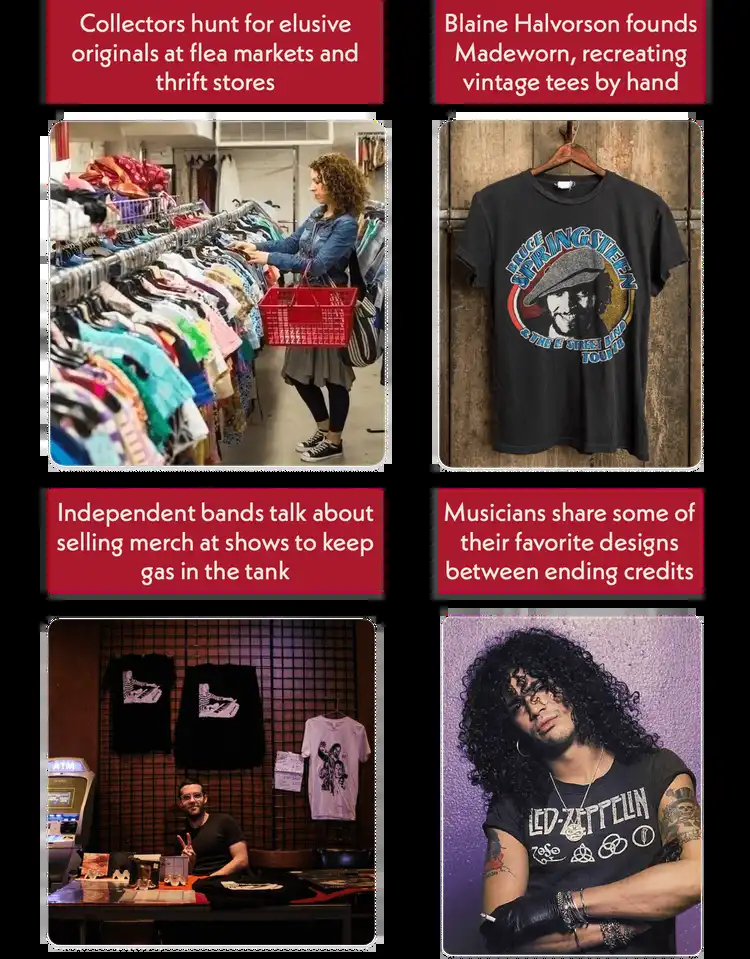 Collectors hunt for elusive
originals at flea markets and
thrift stores
Blaine Halvorson founds
Madeworn, recreating
vintage tees by hand
BRUCE
SPRINGSTEEN
& THE E STREET BAND
Independent bands talk about
selling merch at shows to keep
gas in the tank
Musicians share some of
their favorite designs
between ending credits
ATM
LED-ZEPPELIN